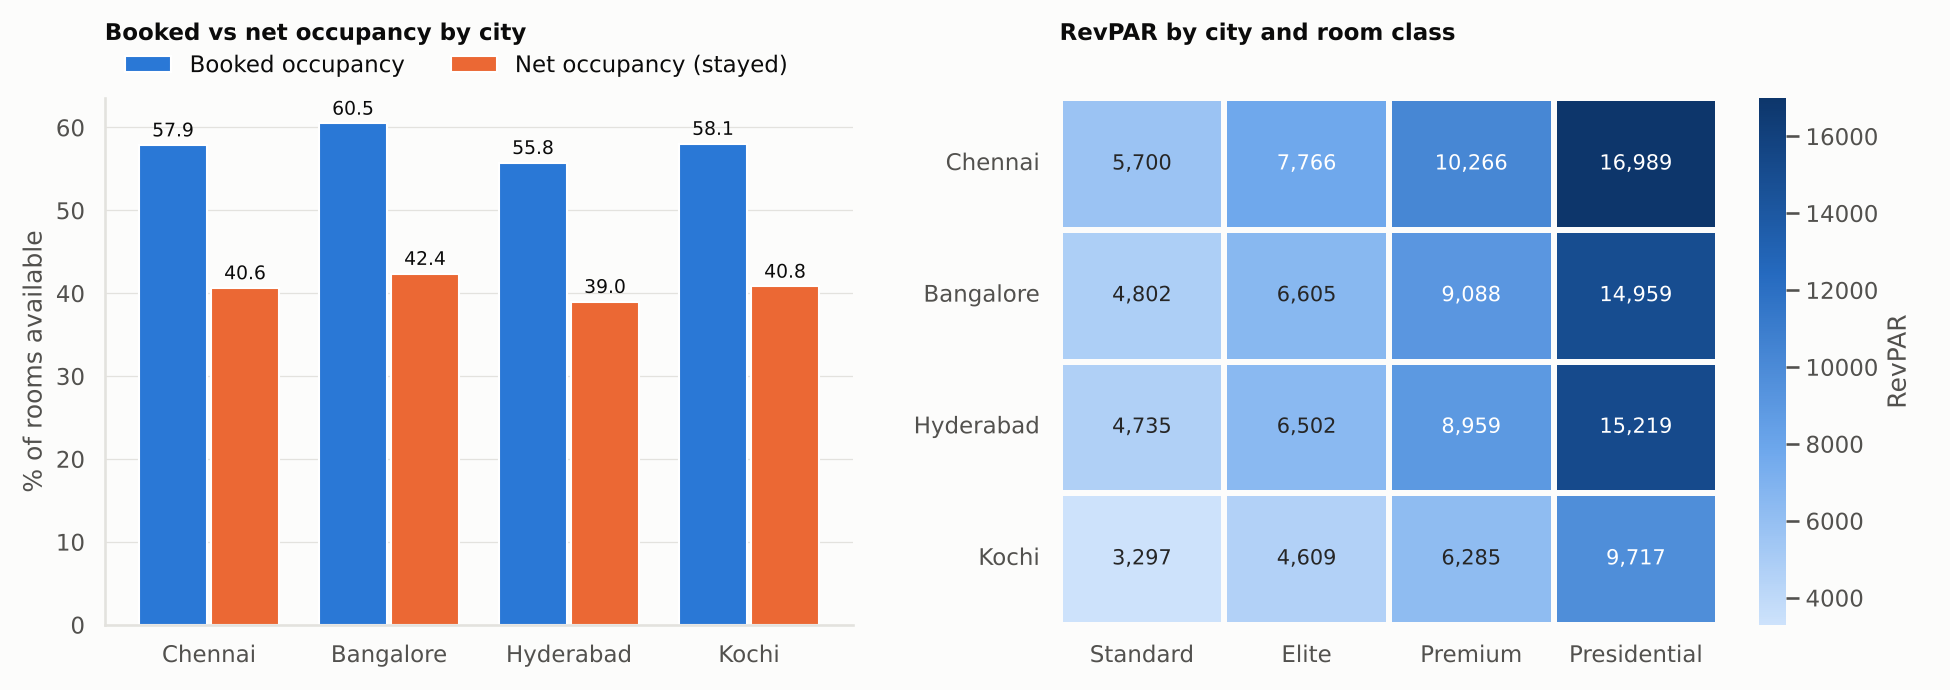 Booked vs net occupancy by city
Booked occupancy
Net occupancy (stayed)
% of rooms available
60
50
40
30
20
10
0
57.9
40.6
60.5
42.4
55.8
39.0
58.1
40.8
Chennai
Bangalore
Hyderabad
Kochi
RevPAR by city and room class
Chennai
5,700
7,766
10,266
16,989
Bangalore
4,802
6,605
9,088
14,959
Hyderabad
4,735
6,502
8,959
15,219
Kochi
3,297
4,609
6,285
9,717
Standard
Elite
Premium
Presidential
16000
14000
12000
10000
8000
6000
4000
RevPAR